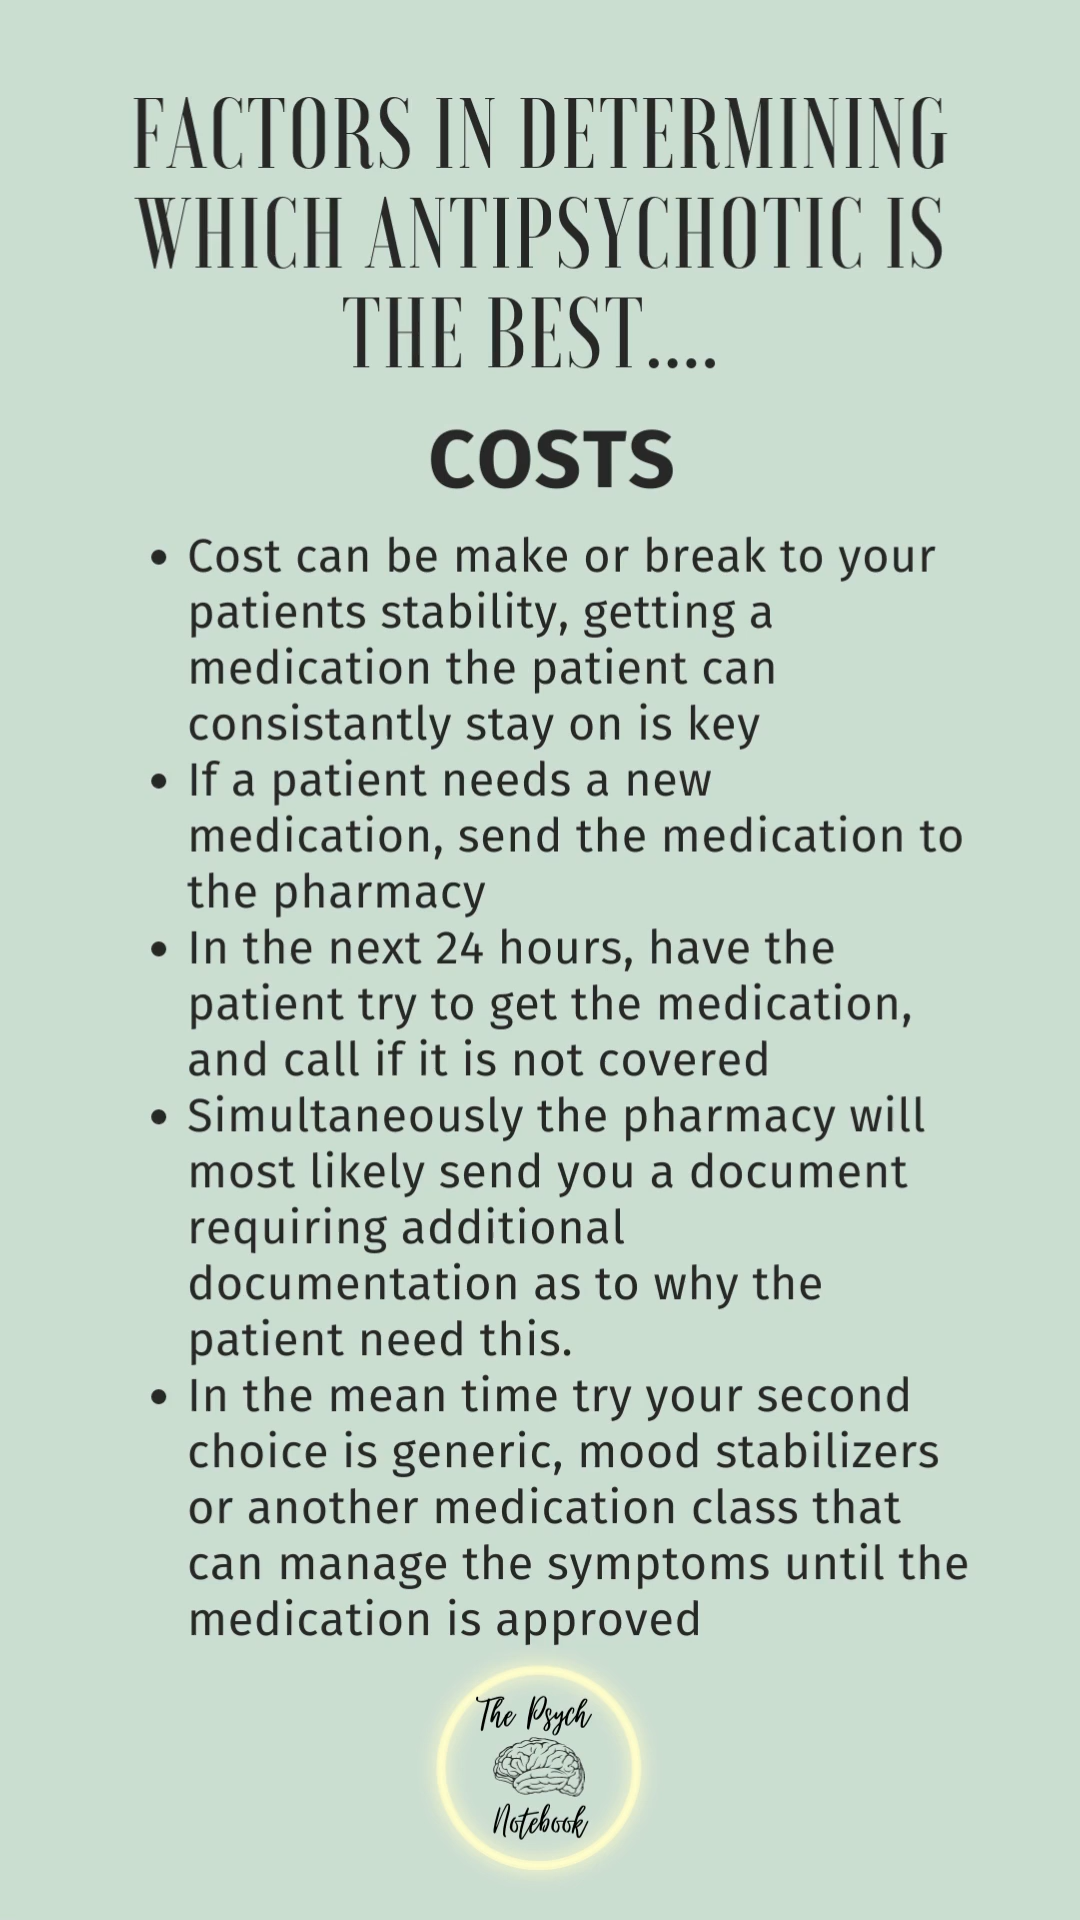 FACTORS IN DETERMINING
WHICH ANTIPSYCHOTIC IS
THE BEST....
COSTS
• Cost can be make or break to your
patients stability, getting a
medication the patient can
consistantly stay on is key
• If a patient needs a new
medication, send the medication to
the pharmacy
• In the next 24 hours, have the
patient try to get the medication,
and call if it is not covered
• Simultaneously the pharmacy will
most likely send you a document
requiring additional
documentation as to why the
patient need this.
• In the mean time try your second
choice is generic, mood stabilizers
or another medication class that
can manage the symptoms until the
medication is approved
The Psych
Notebook